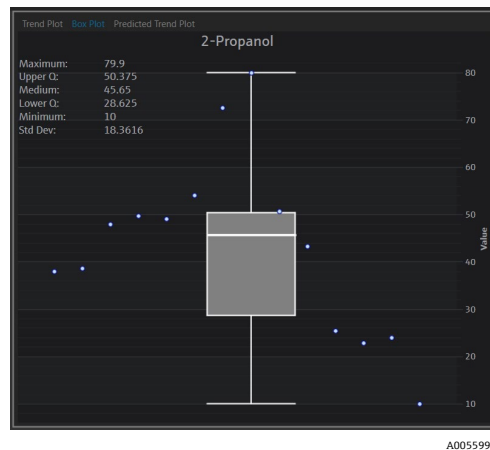 Trend Plot Box Plot Predicted Trend Plot
2-Propanol
Maximum: 79.9
Upper Q: 50.375
Medium: 45.65
Lower Q: 28.625
Minimum: 10
Std Dev: 18.3616
80
70
60
50
Value
40
30
20
10
A005599